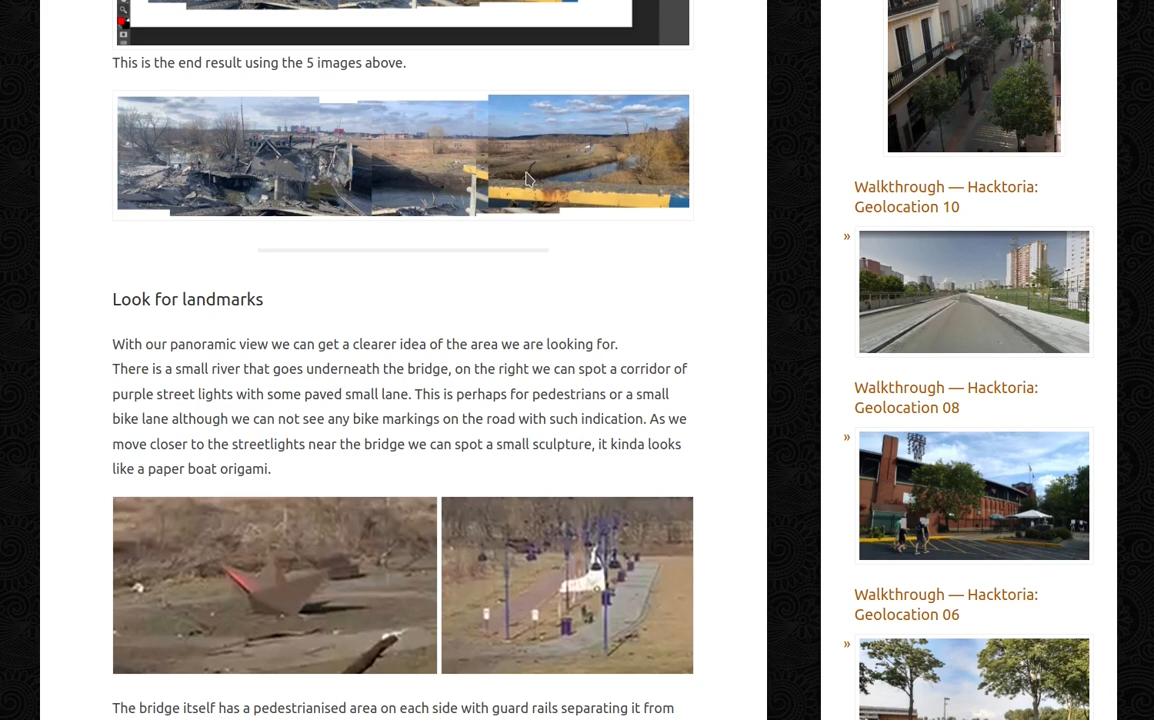 This is the end result using the 5 images above.
Look for landmarks
With our panoramic view we can get a clearer idea of the area we are looking for.
There is a small river that goes underneath the bridge, on the right we can spot a corridor of
purple street lights with some paved small lane. This is perhaps for pedestrians or a small
bike lane although we can not see any bike markings on the road with such indication. As we
move closer to the streetlights near the bridge we can spot a small sculpture, it kinda looks
like a paper boat origami.
The bridge itself has a pedestrianised area on each side with guard rails separating it from
Walkthrough — Hacktoria:
Geolocation 10
»
Walkthrough — Hacktoria:
Geolocation 08
»
Walkthrough — Hacktoria:
Geolocation 06
»